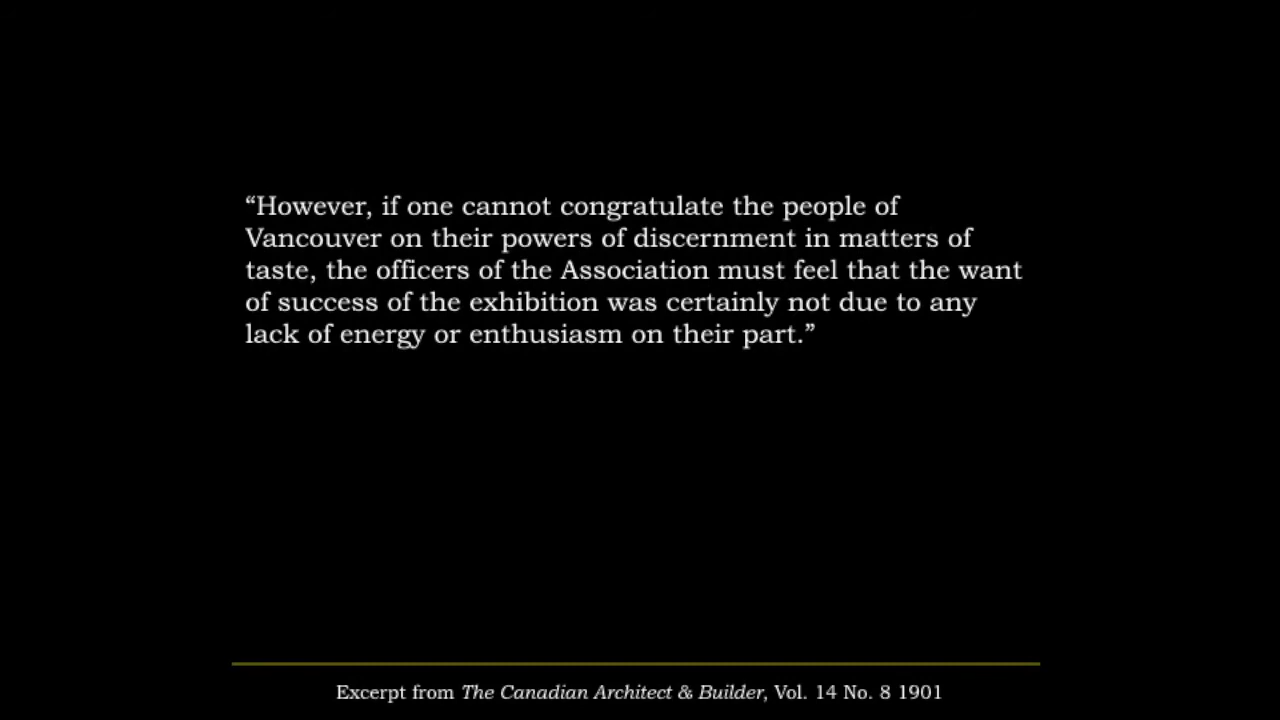 “However, if one cannot congratulate the people of
Vancouver on their powers of discernment in matters of
taste, the officers of the Association must feel that the want
of success of the exhibition was certainly not due to any
lack of energy or enthusiasm on their part.”
Excerpt from The Canadian Architect & Builder, Vol. 14 No. 8 1901